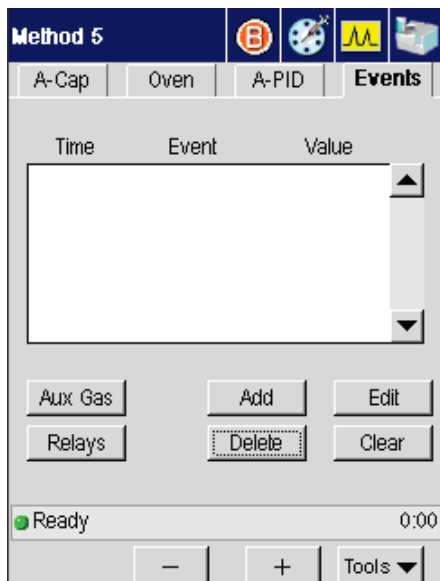 Method 5 B
A-Cap Oven A-PID Events
Time Event Value
Aux Gas Add Edit
Relays Delete Clear
Ready 0:00
− + Tools